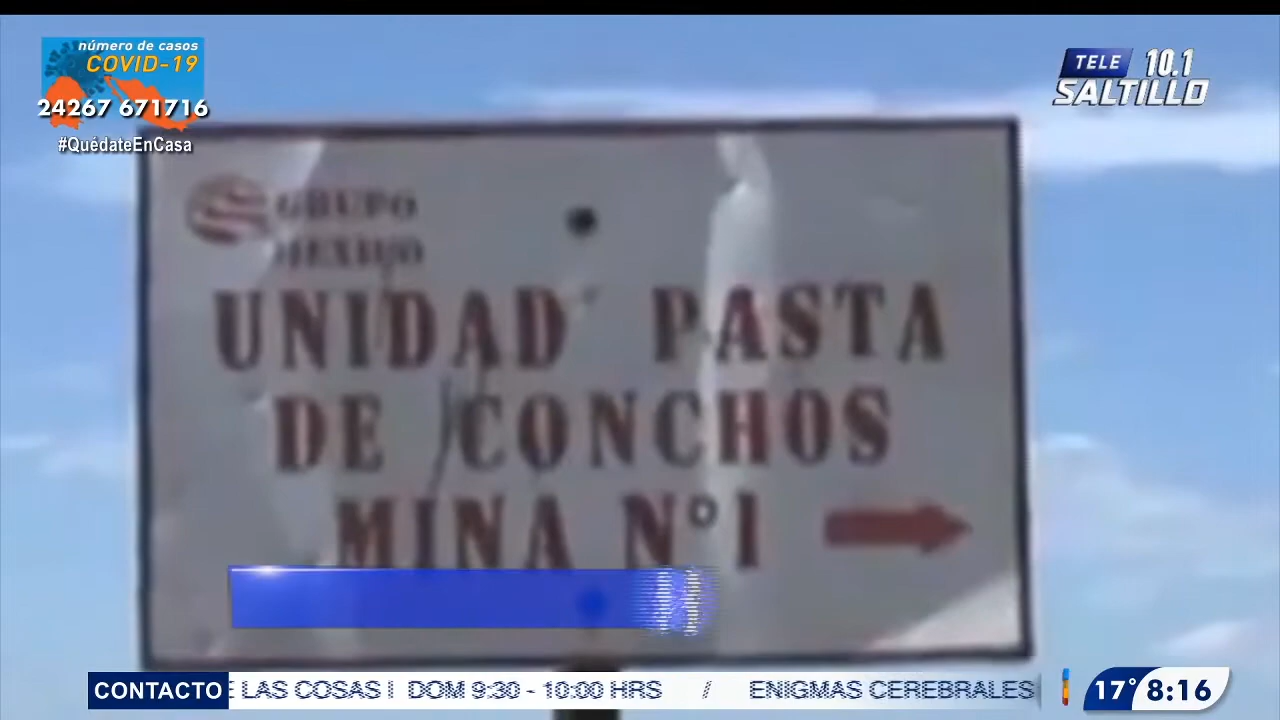 número de casos
COVID-19
24267 671716
#QuédateEnCasa
TELE 10.1
SALTILLO
GRUPO
MEXICO
UNIDAD PASTA
DE CONCHOS
MINA N°1
CONTACTO
E LAS COSAS | DOM 9:30 - 10:00 HRS / ENIGMAS CEREBRALES
17° 8:16